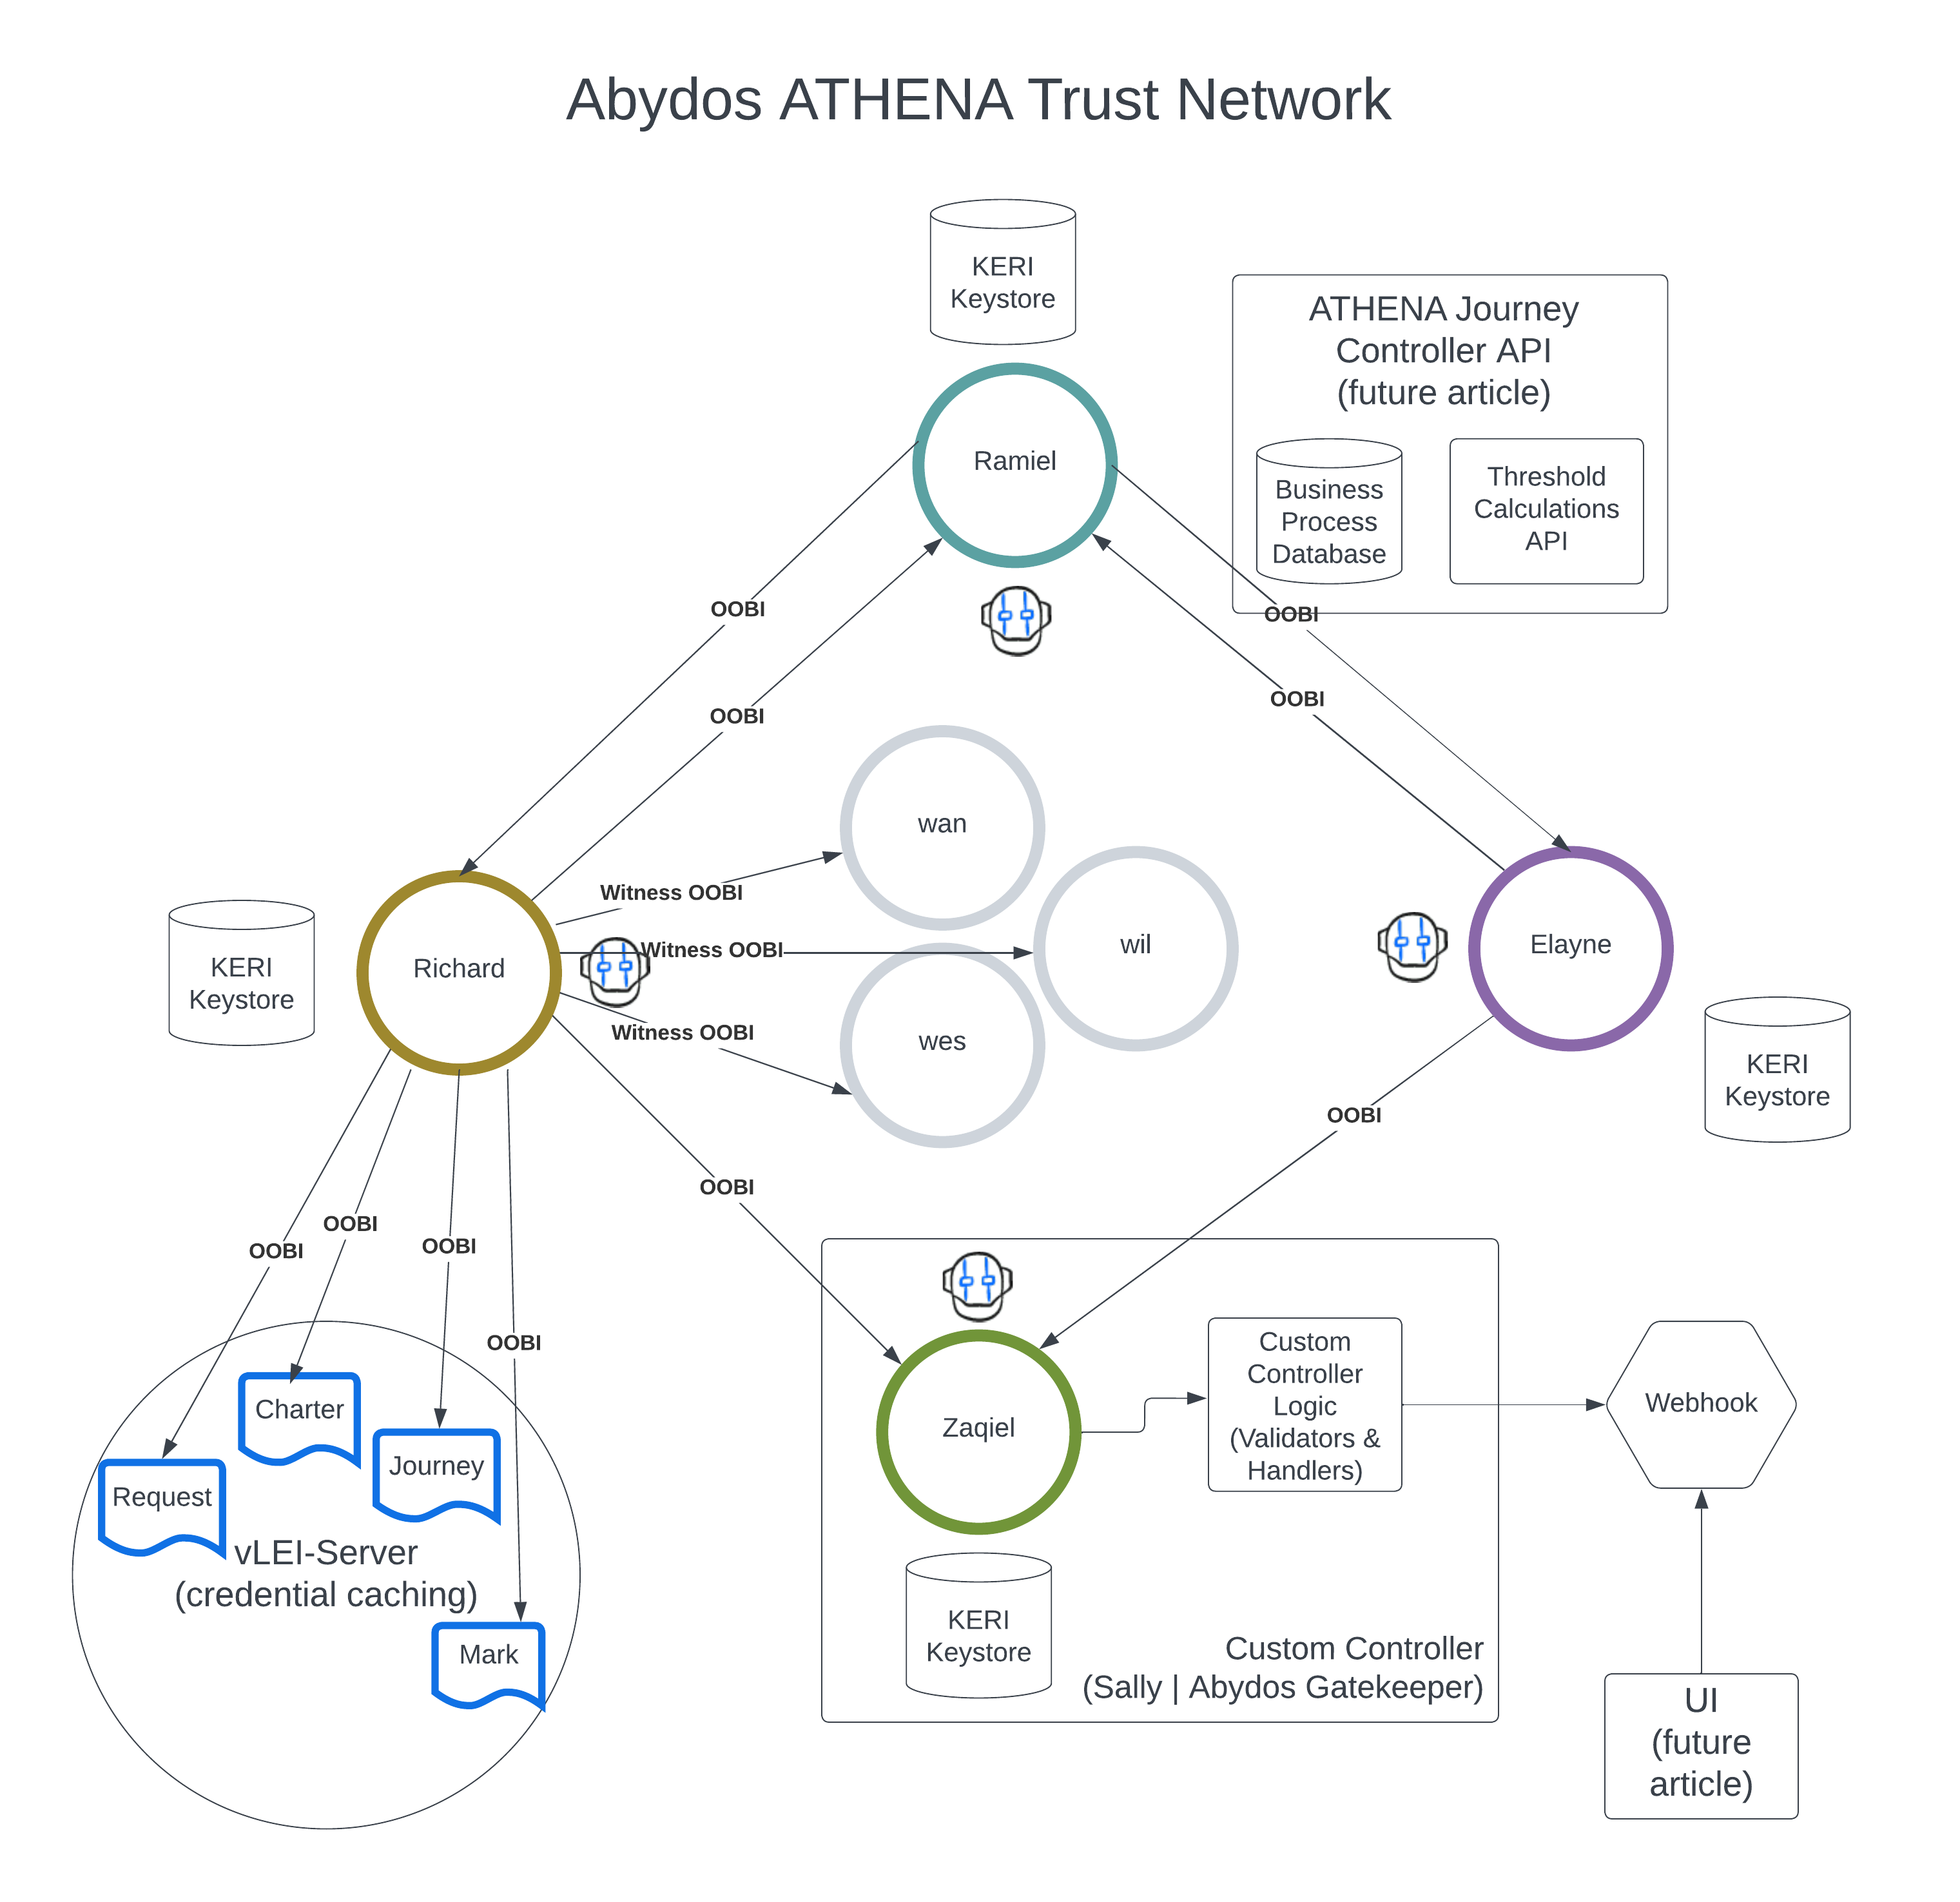 Abydos ATHENA Trust Network
KERI
Keystore
ATHENA Journey
Controller API
(future article)
Business
Process
Database
Threshold
Calculations
API
Ramiel
OOBI
OOBI
OOBI
OOBI
wan
Witness OOBI
Witness OOBI
Witness OOBI
wil
wes
Richard
KERI
Keystore
Elayne
KERI
Keystore
OOBI
OOBI
OOBI
OOBI
OOBI
OOBI
Charter
Journey
Request
vLEI-Server
(credential caching)
Mark
Zaqiel
Custom
Controller
Logic
(Validators &
Handlers)
Webhook
KERI
Keystore
Custom Controller
(Sally | Abydos Gatekeeper)
UI
(future
article)